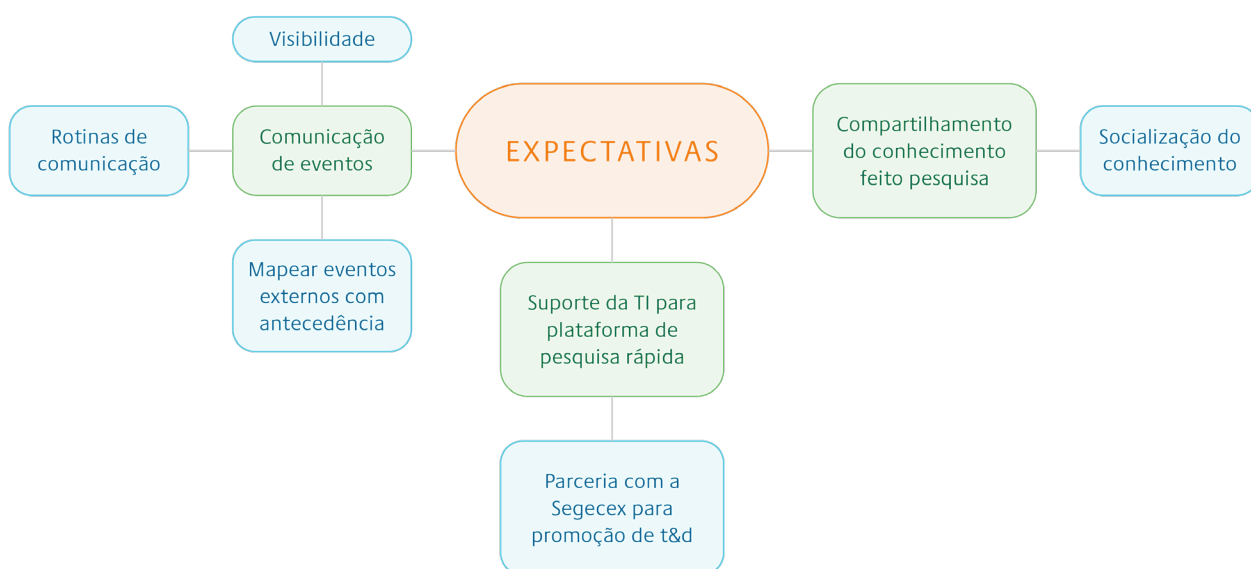 Visibilidade
Rotinas de
comunicação
Comunicação
de eventos
Mapear eventos
externos com
antecedência
EXPECTATIVAS
Suporte da TI para
plataforma de
pesquisa rápida
Parceria com a
Segecex para
promoção de t&d
Compartilhamento
do conhecimento
feito pesquisa
Socialização do
conhecimento